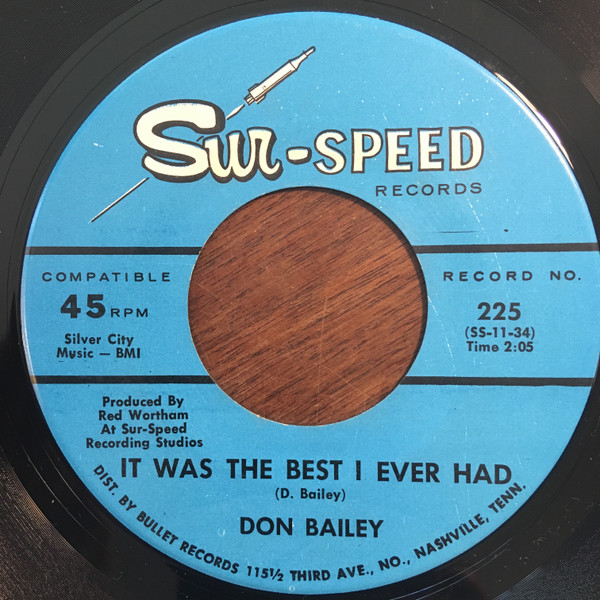 Sur-SPEED
RECORDS
COMPATIBLE
45 RPM
Silver City
Music — BMI
RECORD NO.
225
(SS-11-34)
Time 2:05
Produced By
Red Wortham
At Sur-Speed
Recording Studios
IT WAS THE BEST I EVER HAD
(D. Bailey)
DON BAILEY
DIST. BY BULLET RECORDS 115½ THIRD AVE., NO., NASHVILLE, TENN.